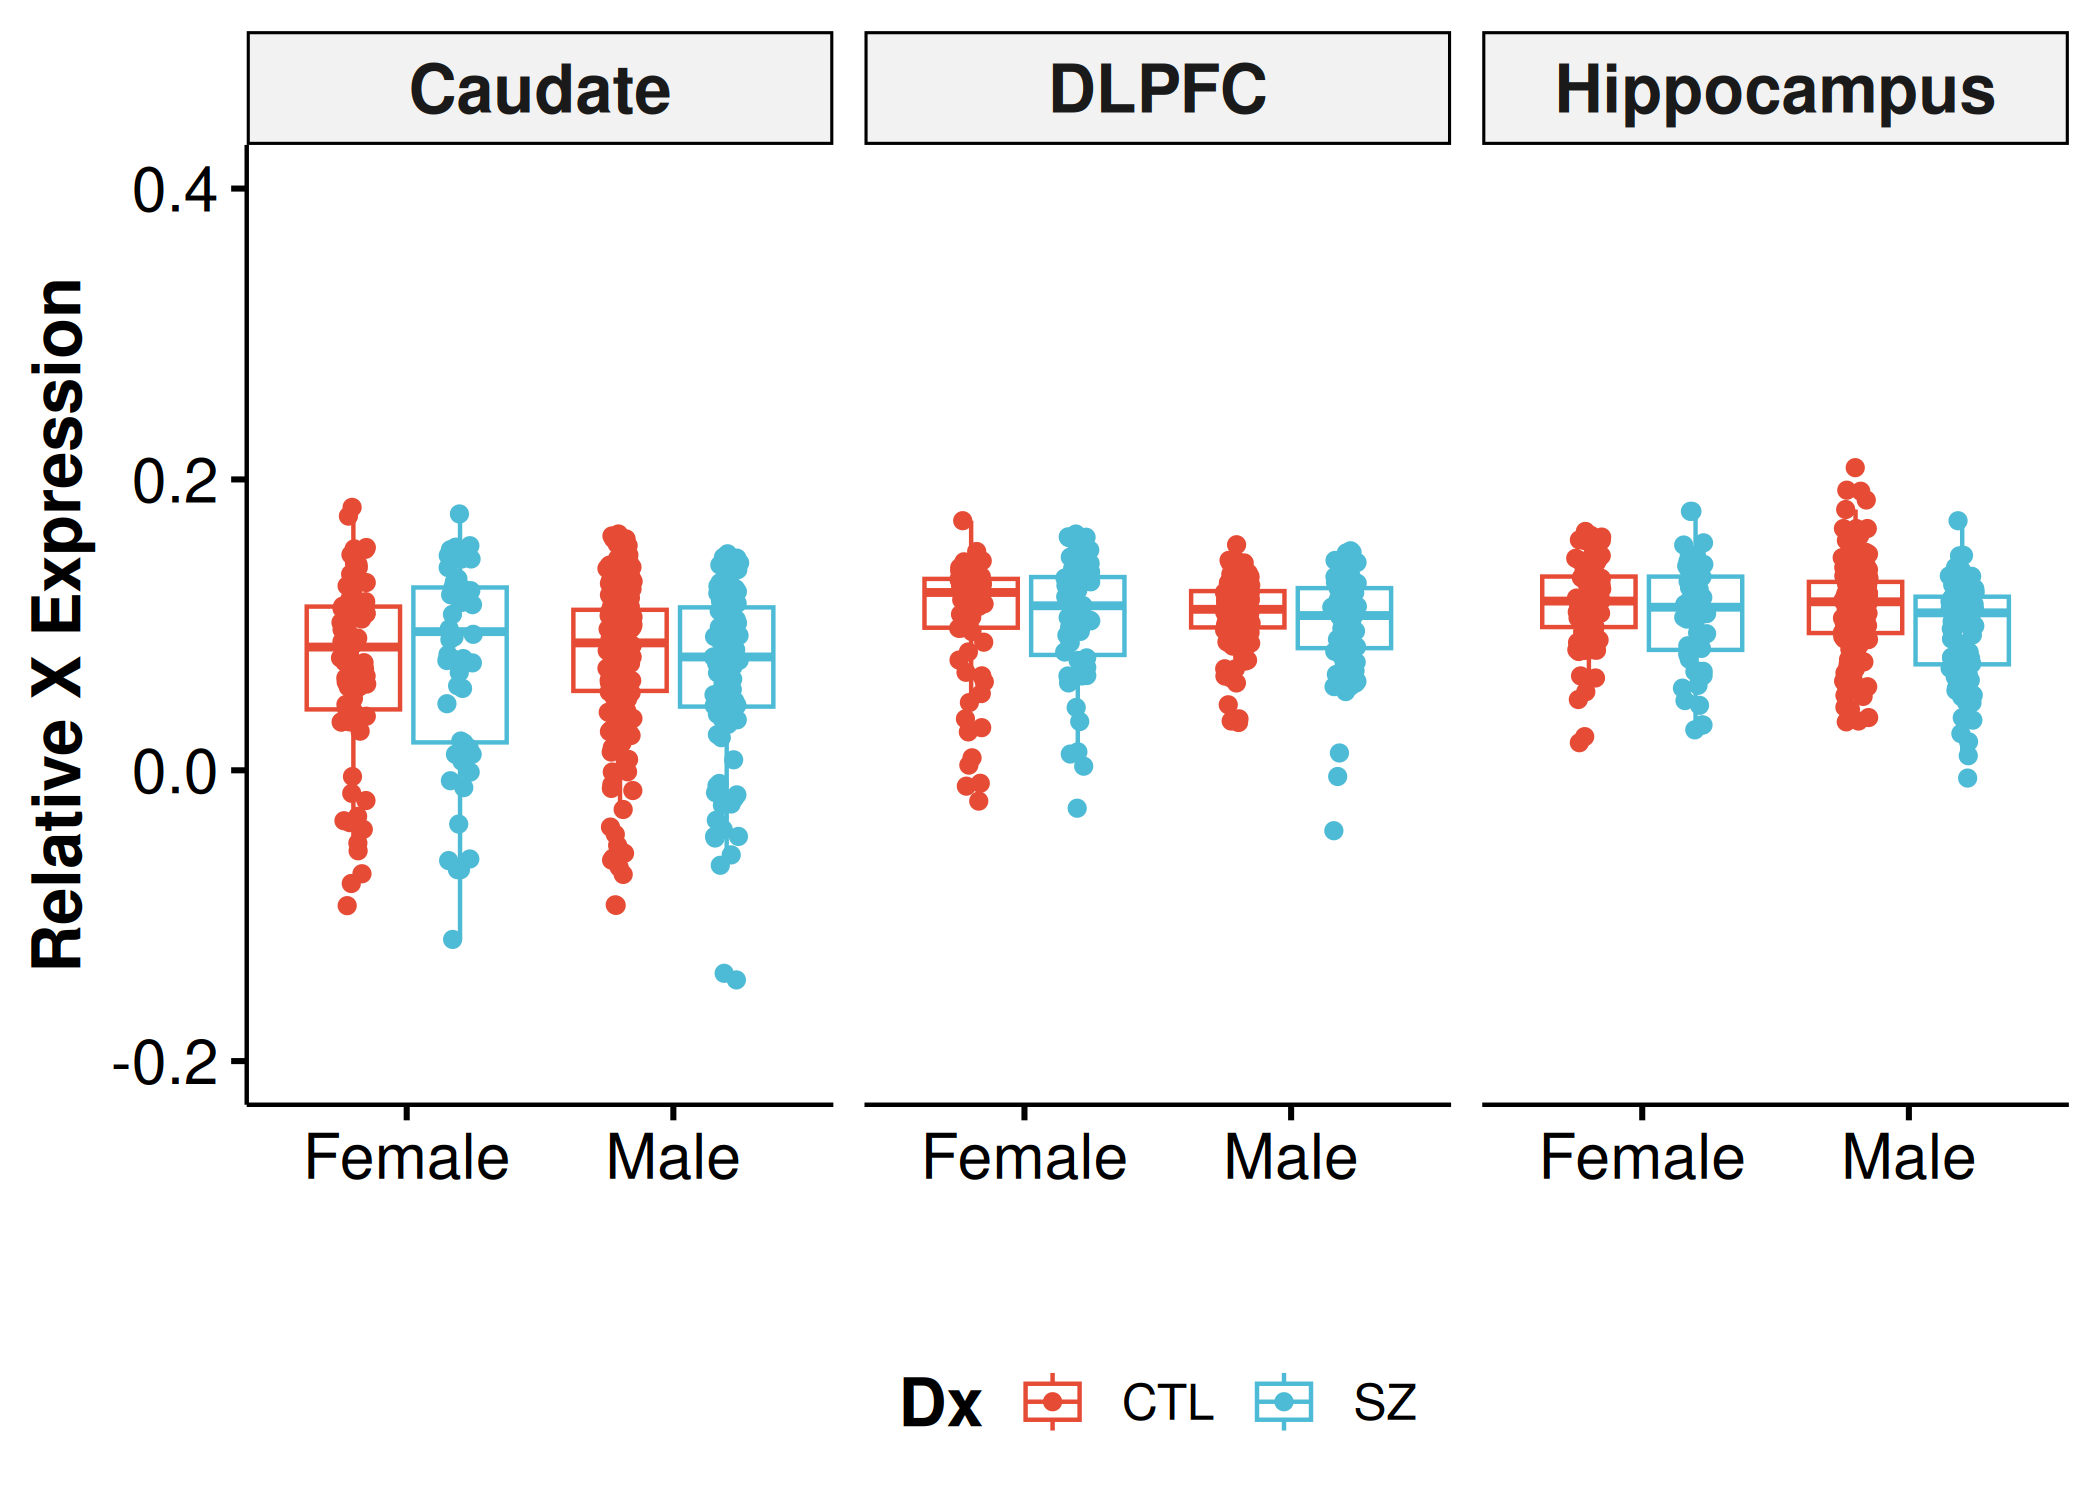 Caudate DLPFC Hippocampus
Relative X Expression
0.4
0.2
0.0
-0.2
Female Male Female Male Female Male
Dx CTL SZ